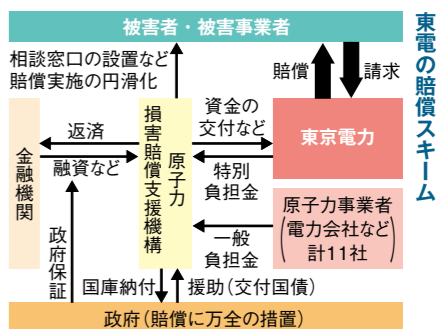 東電の賠償スキーム
被害者・被害事業者
相談窓口の設置など
賠償実施の円滑化
賠償
請求
金融機関
返済
融資など
原子力
損害賠償支援機構
資金の
交付など
東京電力
特別
負担金
一般
負担金
原子力事業者
(電力会社など
計11社)
政府保証
国庫納付
援助(交付国債)
政府(賠償に万全の措置)